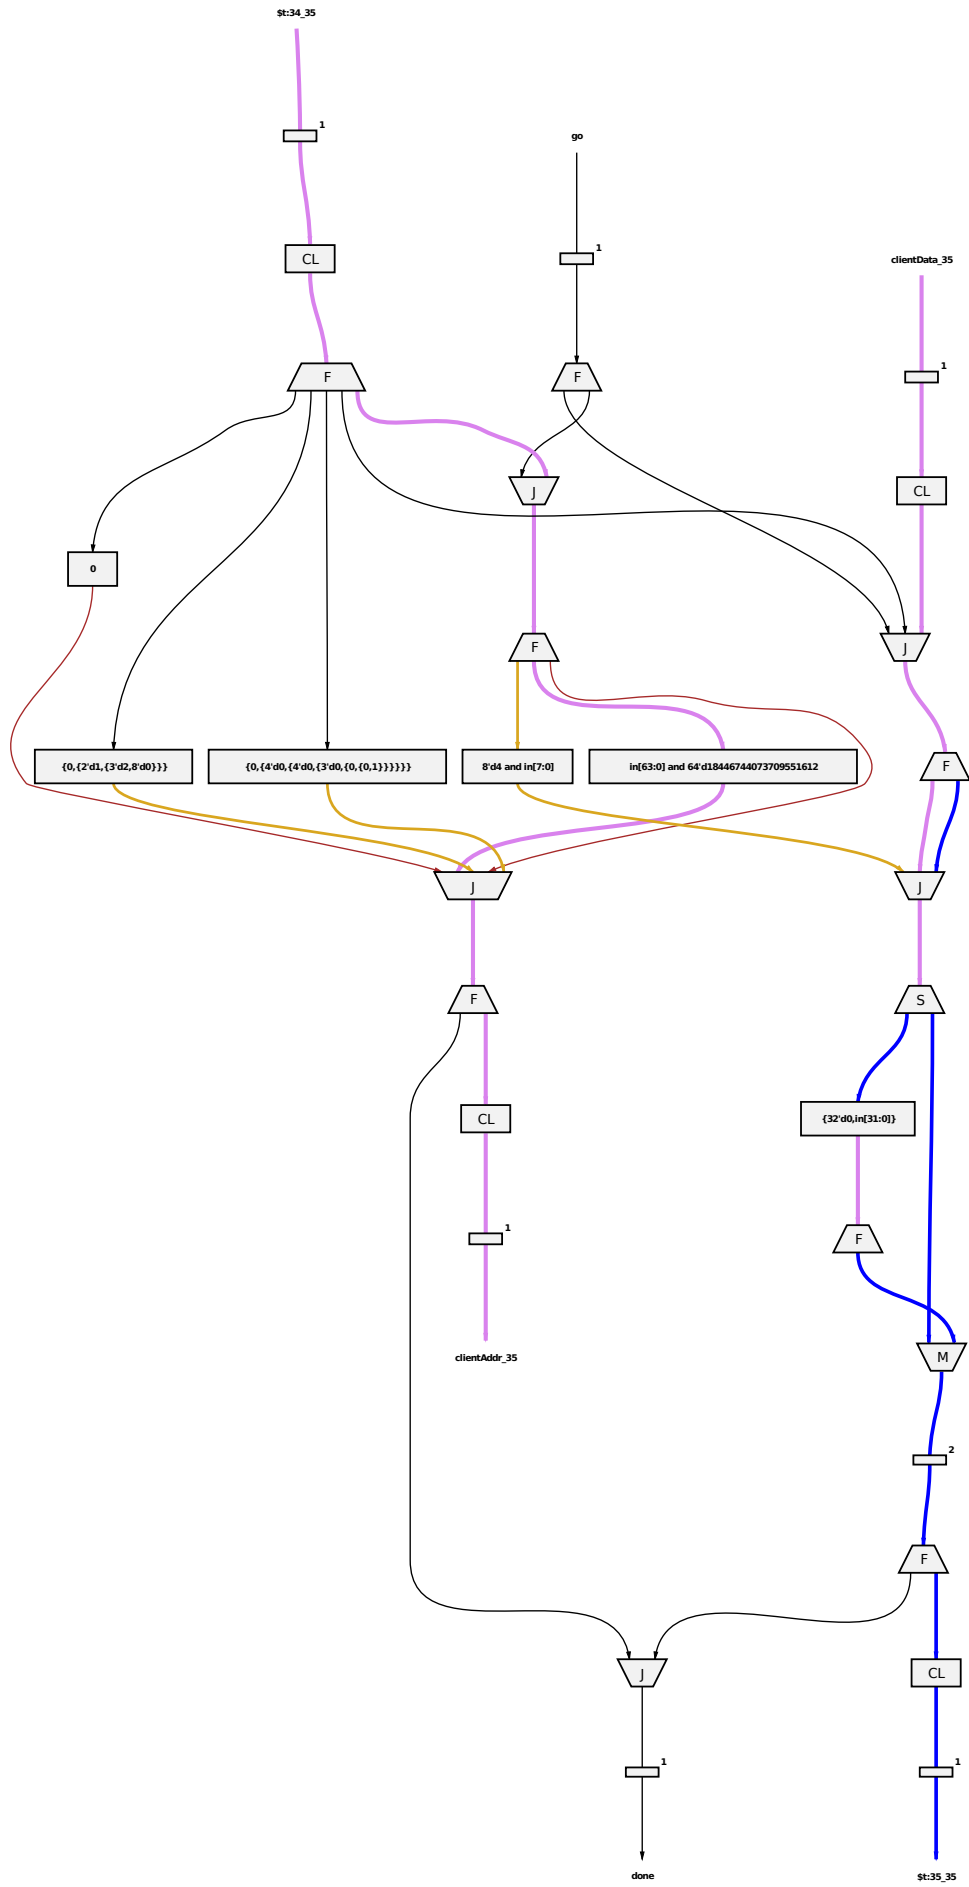 $t:34_35
1
go
1
CL
clientData_35
F
F
1
J
CL
0
F
J
{0,{2'd1,{3'd2,8'd0}}}
{0,{4'd0,{4'd0,{3'd0,{0,{0,1}}}}}}
8'd4 and in[7:0]
in[63:0] and 64'd18446744073709551612
F
J
J
F
S
CL
{32'd0,in[31:0]}
1
F
clientAddr_35
M
2
F
J
CL
1
1
done
$t:35_35